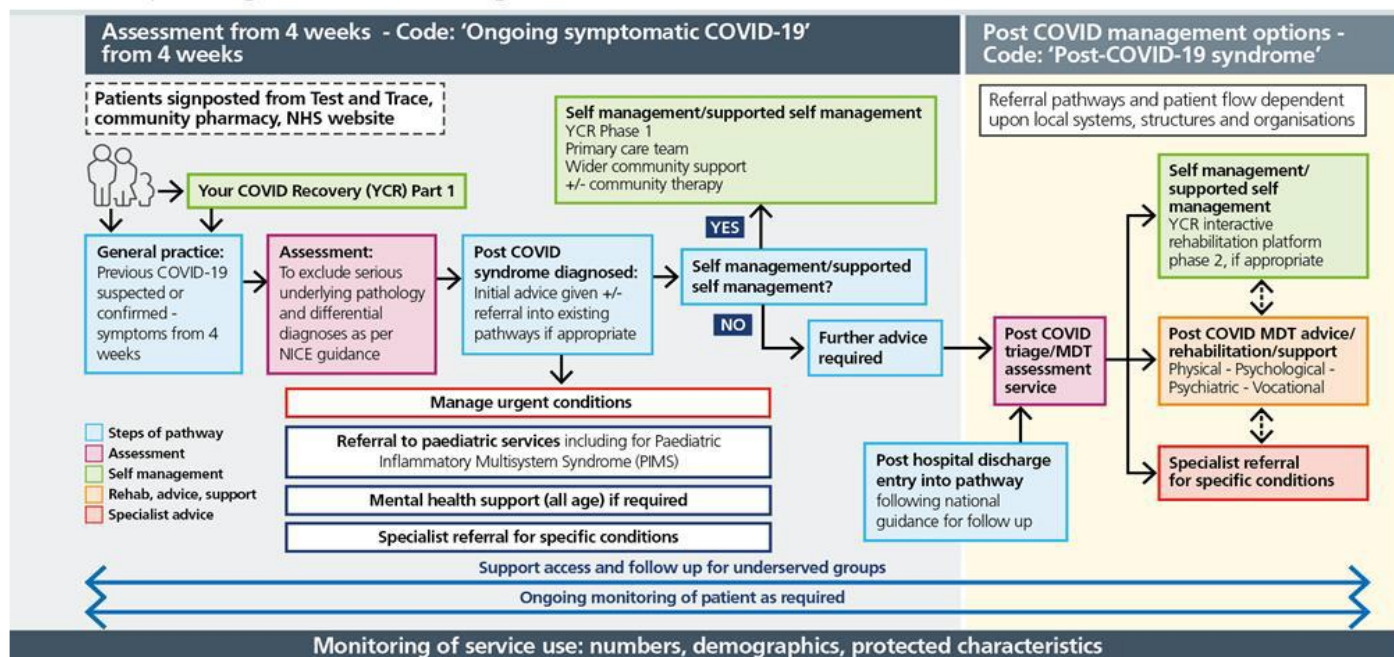 Assessment from 4 weeks - Code: 'Ongoing symptomatic COVID-19'
from 4 weeks
Post COVID management options -
Code: 'Post-COVID-19 syndrome'
Patients signposted from Test and Trace,
community pharmacy, NHS website
Your COVID Recovery (YCR) Part 1
General practice:
Previous COVID-19
suspected or
confirmed -
symptoms from 4
weeks
Assessment:
To exclude serious
underlying pathology
and differential
diagnoses as per
NICE guidance
Post COVID
syndrome diagnosed:
Initial advice given +/-
referral into existing
pathways if appropriate
Self management/supported self management
YCR Phase 1
Primary care team
Wider community support
+/- community therapy
YES
Self management/supported
self management?
NO
Further advice
required
Manage urgent conditions
Referral to paediatric services including for Paediatric
Inflammatory Multisystem Syndrome (PIMS)
Mental health support (all age) if required
Specialist referral for specific conditions
Steps of pathway
Assessment
Self management
Rehab, advice, support
Specialist advice
Post hospital discharge
entry into pathway
following national
guidance for follow up
Post COVID
triage/MDT
assessment
service
Referral pathways and patient flow dependent
upon local systems, structures and organisations
Self management/
supported self
management
YCR interactive
rehabilitation platform
phase 2, if appropriate
Post COVID MDT advice/
rehabilitation/support
Physical - Psychological -
Psychiatric - Vocational
Specialist referral
for specific conditions
Support access and follow up for underserved groups
Ongoing monitoring of patient as required
Monitoring of service use: numbers, demographics, protected characteristics